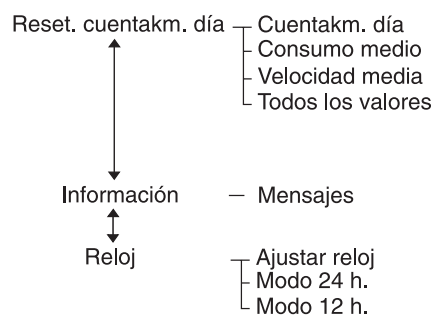 Reset. cuentakm. día
Cuentakm. día
Consumo medio
Velocidad media
Todos los valores
Información
Mensajes
Reloj
Ajustar reloj
Modo 24 h.
Modo 12 h.